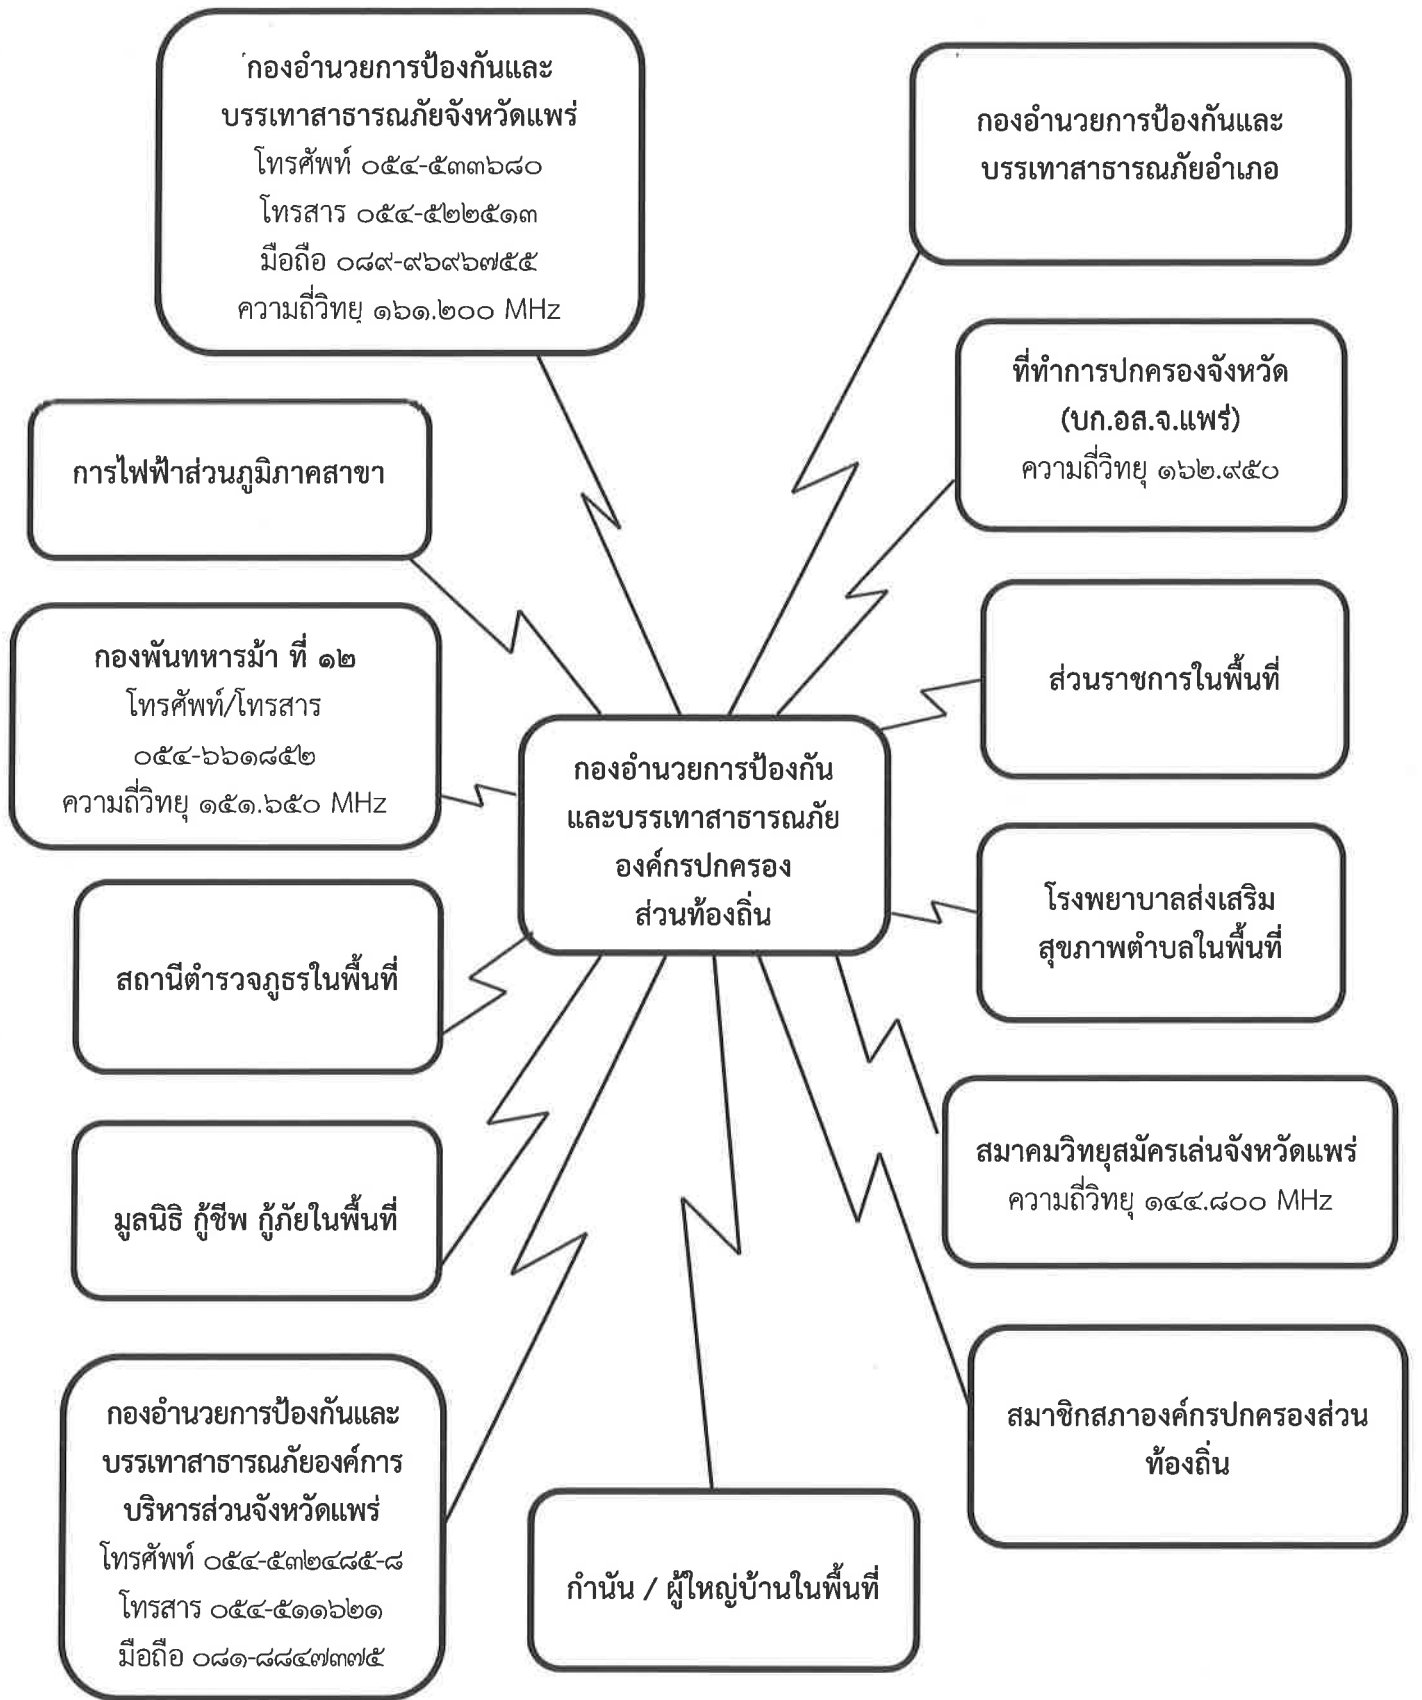 กองอำนวยการป้องกันและ
บรรเทาสาธารณภัยจังหวัดแพร่
โทรศัพท์ ๐๕๔-๕๓๓๖๘๐
โทรสาร ๐๕๔-๕๒๒๕๑๓
มือถือ ๐๘๙-๙๖๙๖๗๕๕
ความถี่วิทยุ ๑๖๑.๒๐๐ MHz
กองอำนวยการป้องกันและ
บรรเทาสาธารณภัยอำเภอ
ที่ทำการปกครองจังหวัด
(บก.อส.จ.แพร่)
ความถี่วิทยุ ๑๖๒.๙๕๐
การไฟฟ้าส่วนภูมิภาคสาขา
กองพันทหารม้า ที่ ๑๒
โทรศัพท์/โทรสาร
๐๕๔-๖๖๑๘๕๒
ความถี่วิทยุ ๑๕๑.๖๕๐ MHz
ส่วนราชการในพื้นที่
กองอำนวยการป้องกัน
และบรรเทาสาธารณภัย
องค์กรปกครอง
ส่วนท้องถิ่น
โรงพยาบาลส่งเสริม
สุขภาพตำบลในพื้นที่
สถานีตำรวจภูธรในพื้นที่
สมาคมวิทยุสมัครเล่นจังหวัดแพร่
ความถี่วิทยุ ๑๔๔.๘๐๐ MHz
มูลนิธิ กู้ชีพ กู้ภัยในพื้นที่
กองอำนวยการป้องกันและ
บรรเทาสาธารณภัยองค์การ
บริหารส่วนจังหวัดแพร่
โทรศัพท์ ๐๕๔-๕๓๒๔๘๕-๘
โทรสาร ๐๕๔-๕๑๑๖๒๑
มือถือ ๐๘๑-๘๘๔๗๓๗๕
สมาชิกสภาองค์กรปกครองส่วน
ท้องถิ่น
กำนัน / ผู้ใหญ่บ้านในพื้นที่